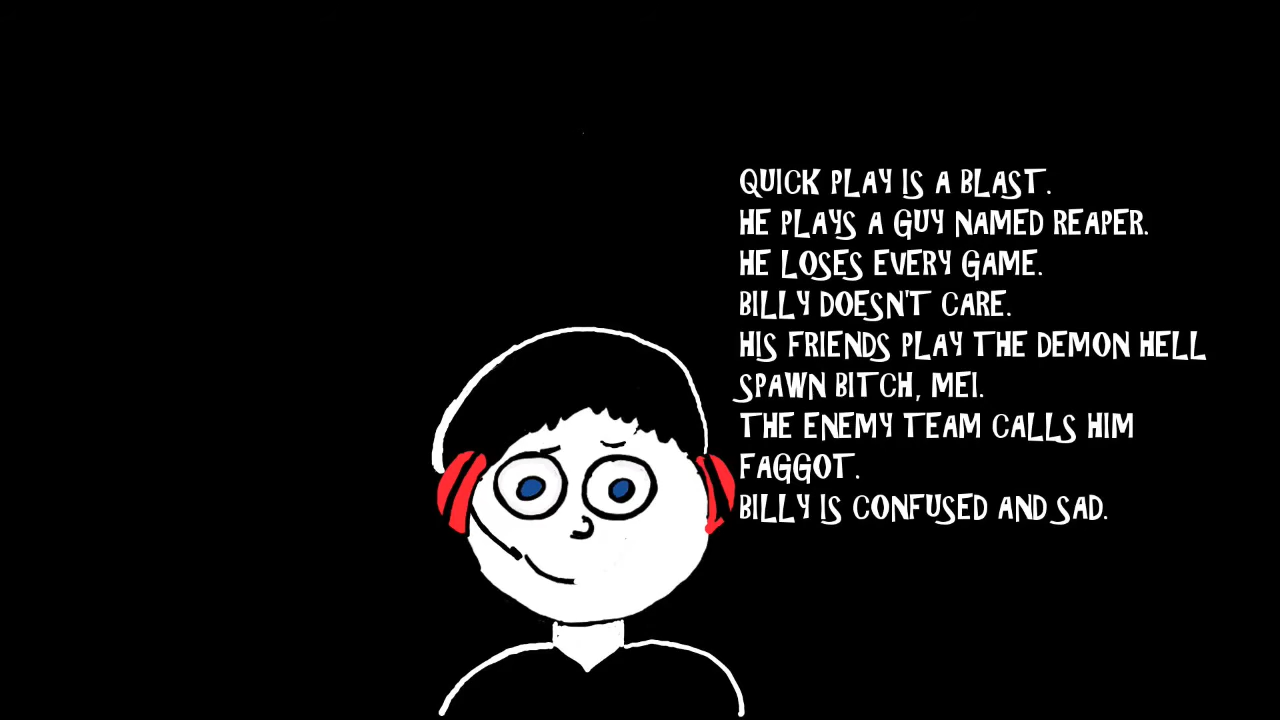 QUICK PLAY IS A BLAST.
HE PLAYS A GUY NAMED REAPER.
HE LOSES EVERY GAME.
BILLY DOESN'T CARE.
HIS FRIENDS PLAY THE DEMON HELL
SPAWN BITCH, MEI.
THE ENEMY TEAM CALLS HIM
FAGGOT.
BILLY IS CONFUSED AND SAD.